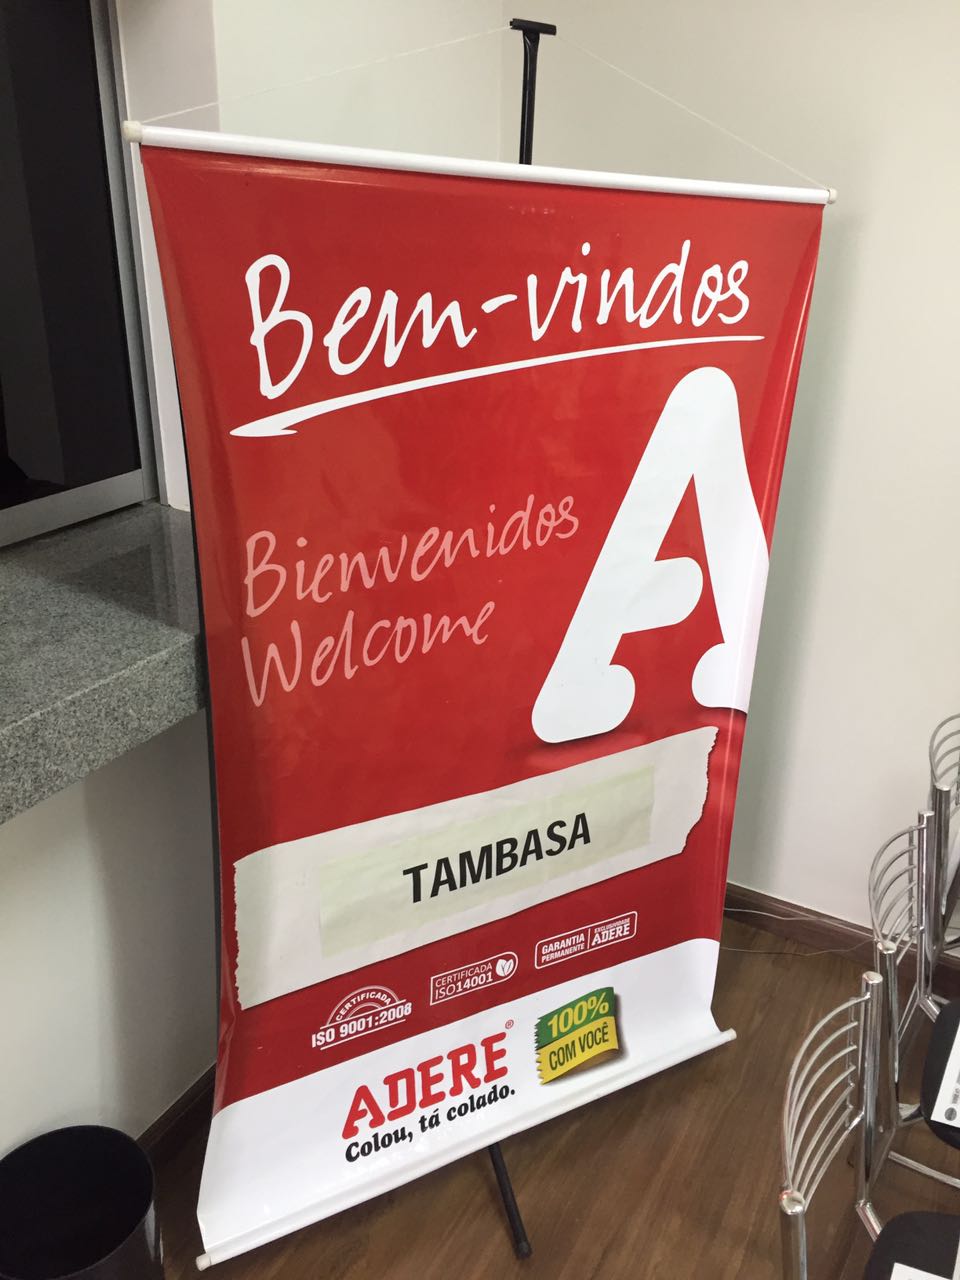 Bem-vindos
Bienvenidos
Welcome
A
TAMBASA
CERTIFICADA
ISO 9001:2008
CERTIFICADA
ISO14001
GARANTIA
PERMANENTE
EXCLUSIVIDADE
ADERE
ADERE®
Colou, tá colado.
100%
COM VOCÊ